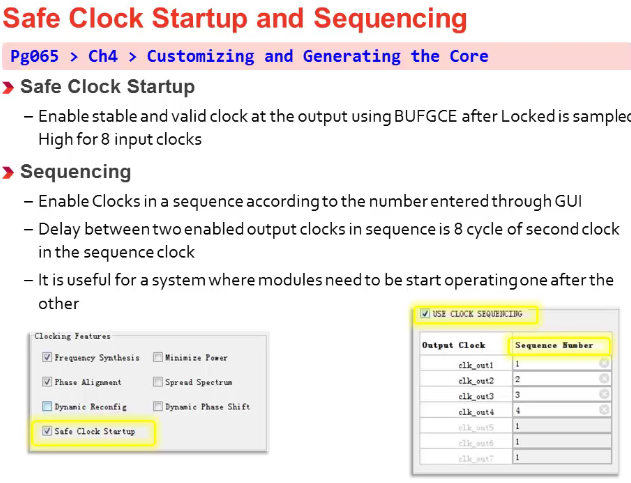 Safe Clock Startup and Sequencing
Pg065 > Ch4 > Customizing and Generating the Core
Safe Clock Startup
– Enable stable and valid clock at the output using BUFGCE after Locked is sampled
High for 8 input clocks
Sequencing
– Enable Clocks in a sequence according to the number entered through GUI
– Delay between two enabled output clocks in sequence is 8 cycle of second clock
in the sequence clock
– It is useful for a system where modules need to be start operating one after the
other
Clocking Features
Frequency Synthesis Minimize Power
Phase Alignment Spread Spectrum
Dynamic Reconfig Dynamic Phase Shift
Safe Clock Startup
USE CLOCK SEQUENCING
Output Clock Sequence Number
clk_out1 1
clk_out2 2
clk_out3 3
clk_out4 4
clk_out5 1
clk_out6 1
clk_out7 1